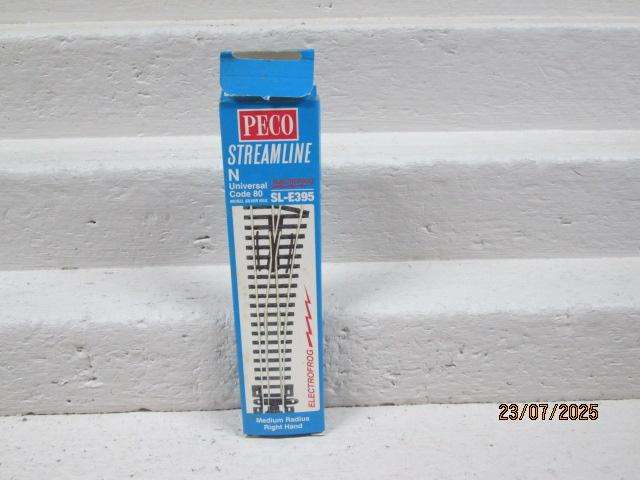 PECO
STREAMLINE
N
Universal
Code 80
SL-E395
ELECTROFROG
Medium Radius
Right Hand
23/07/2025